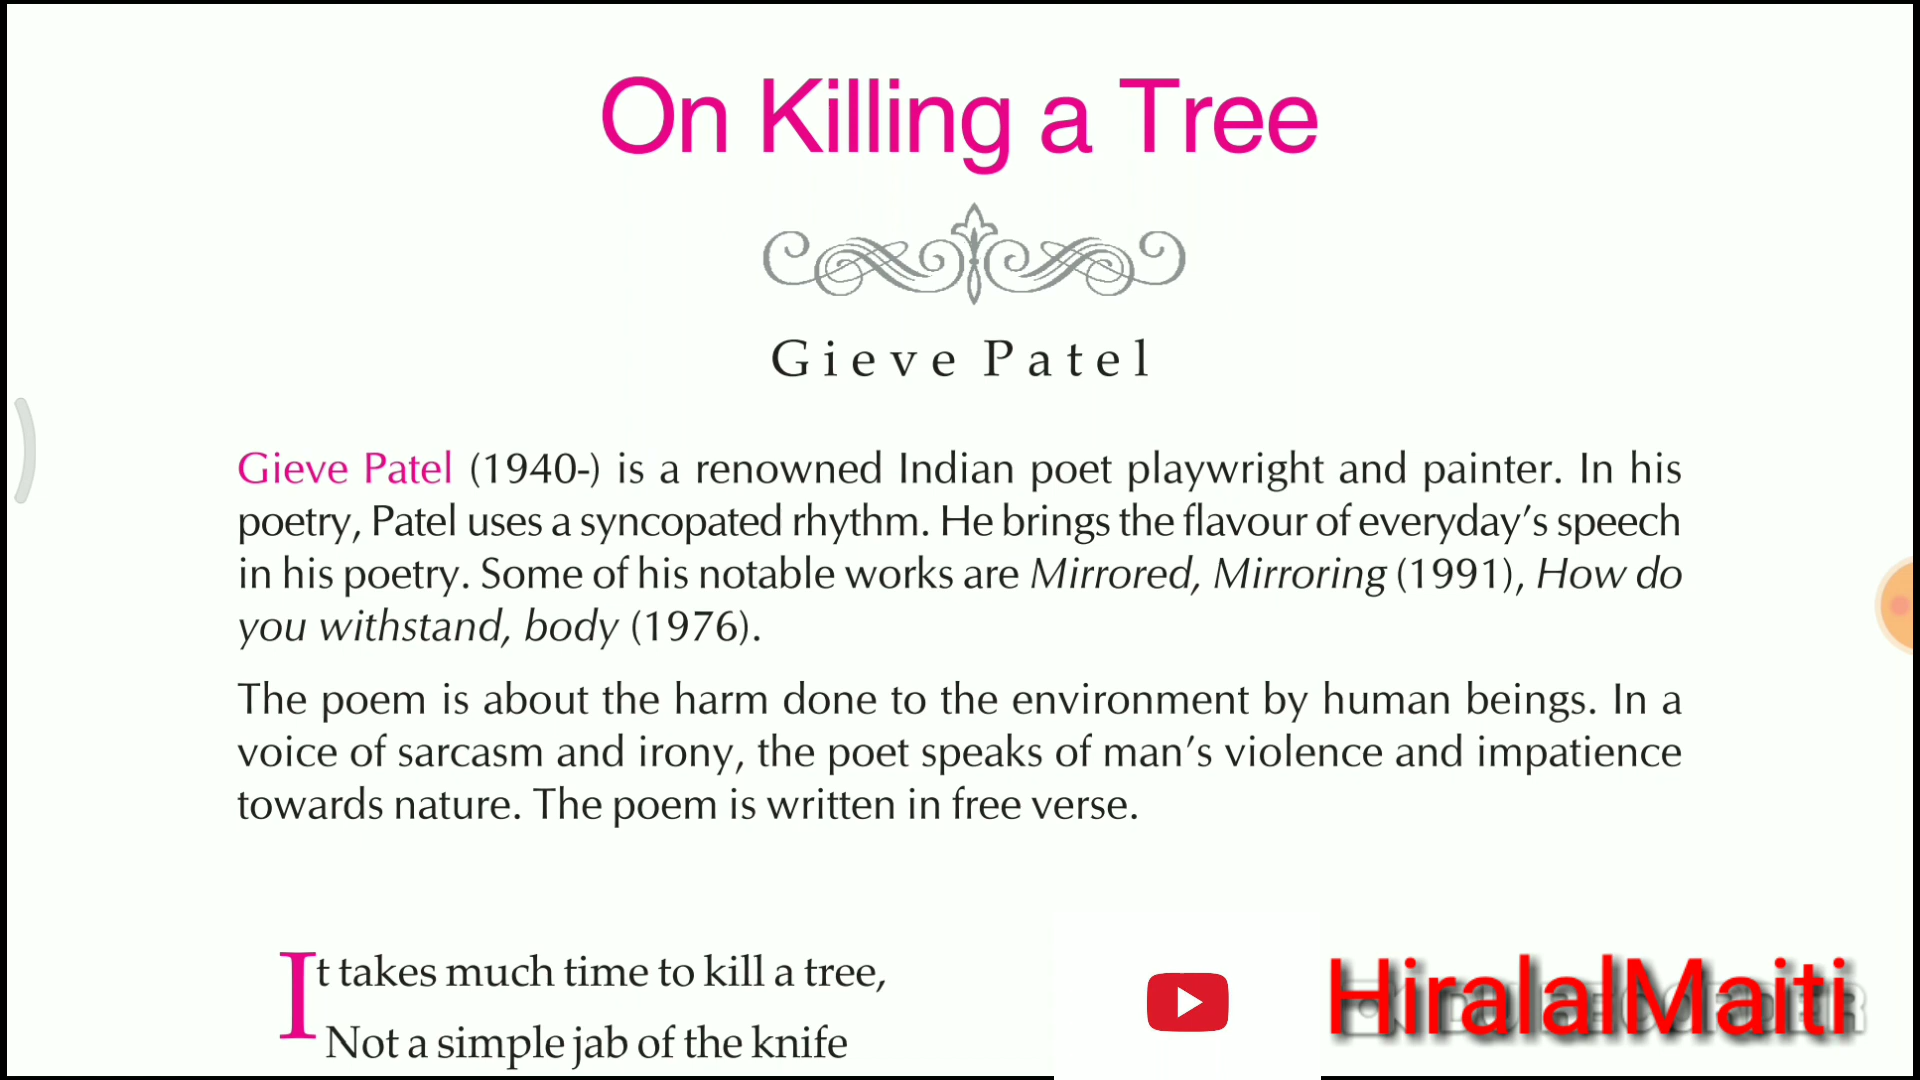 On Killing a Tree
Gieve Patel
Gieve Patel (1940-) is a renowned Indian poet playwright and painter. In his
poetry, Patel uses a syncopated rhythm. He brings the flavour of everyday’s speech
in his poetry. Some of his notable works are Mirrored, Mirroring (1991), How do
you withstand, body (1976).
The poem is about the harm done to the environment by human beings. In a
voice of sarcasm and irony, the poet speaks of man’s violence and impatience
towards nature. The poem is written in free verse.
It takes much time to kill a tree,
Not a simple jab of the knife
HiralalMaiti